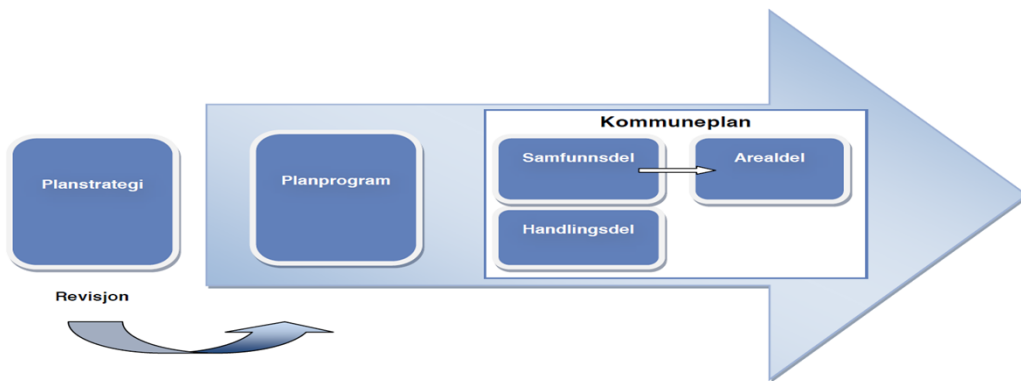 Planstrategi
Revisjon
Planprogram
Kommuneplan
Samfunnsdel
Arealdel
Handlingsdel